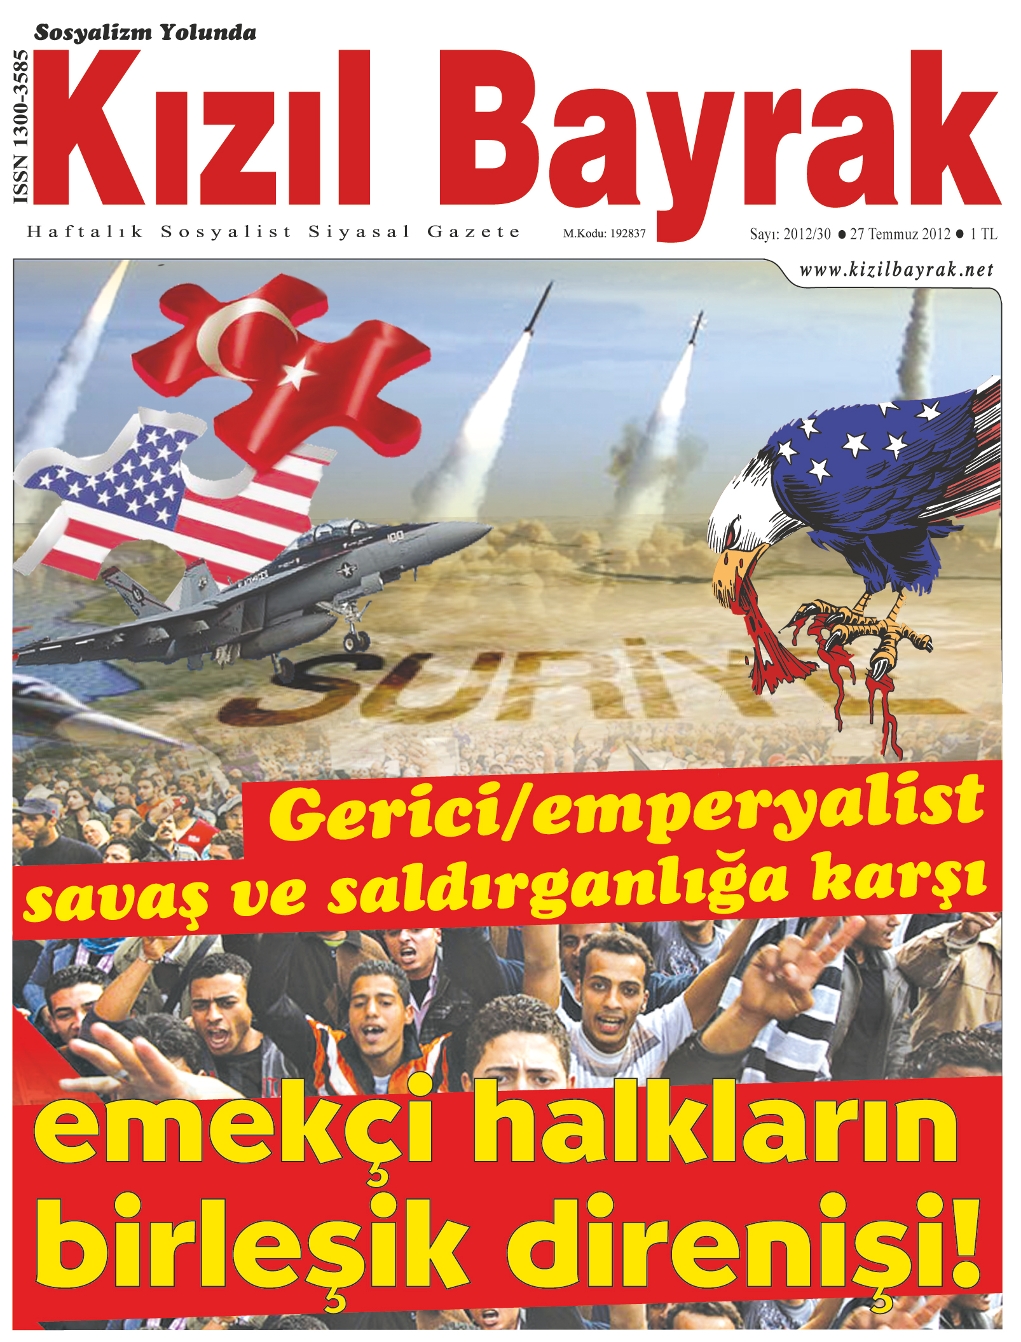 Sosyalizm Yolunda
ISSN 1300-3585
Kızıl Bayrak
Haftalık Sosyalist Siyasal Gazete
M.Kodu: 192837
Sayı: 2012/30 ● 27 Temmuz 2012 ● 1 TL
www.kizilbayrak.net
100
SURİYE
Gerici/emperyalist
savaş ve saldırganlığa karşı
emekçi halkların
birleşik direnişi!